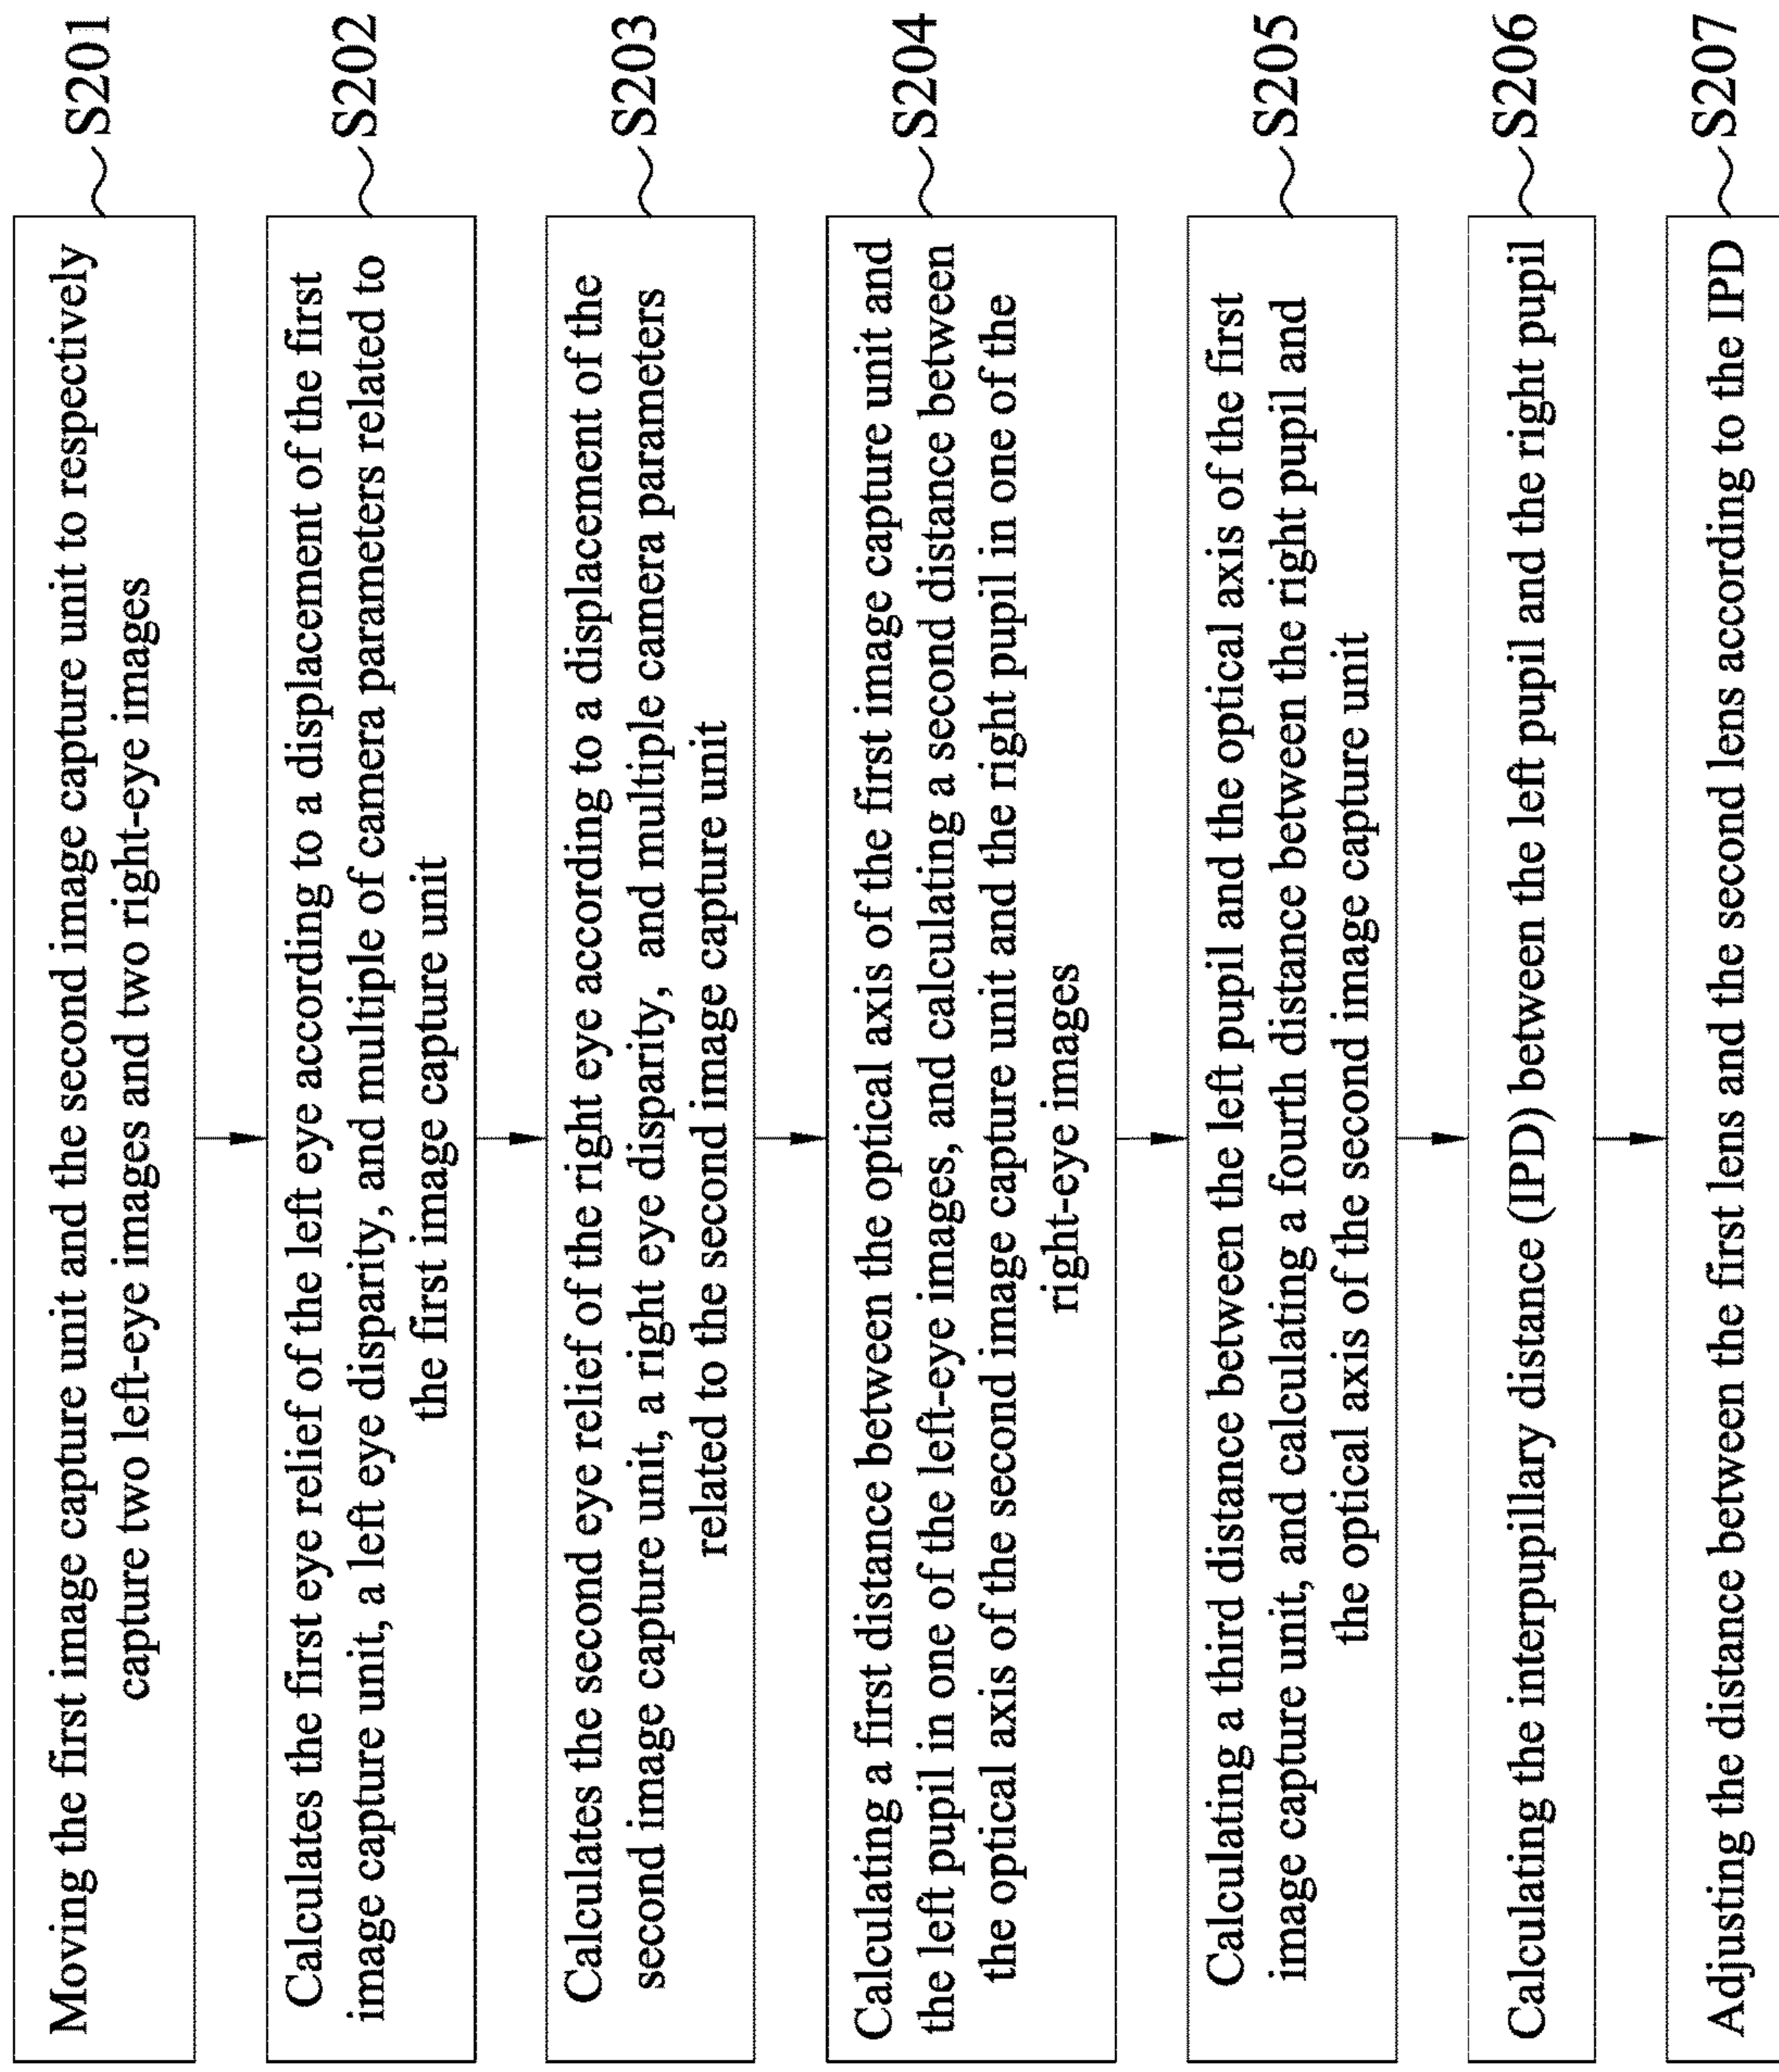 Moving the first image capture unit and the second image capture unit to respectively
capture two left-eye images and two right-eye images
S201
Calculates the first eye relief of the left eye according to a displacement of the first
image capture unit, a left eye disparity, and multiple of camera parameters related to
the first image capture unit
S202
Calculates the second eye relief of the right eye according to a displacement of the
second image capture unit, a right eye disparity, and multiple camera parameters
related to the second image capture unit
S203
Calculating a first distance between the optical axis of the first image capture unit and
the left pupil in one of the left-eye images, and calculating a second distance between
the optical axis of the second image capture unit and the right pupil in one of the
right-eye images
S204
Calculating a third distance between the left pupil and the optical axis of the first
image capture unit, and calculating a fourth distance between the right pupil and
the optical axis of the second image capture unit
S205
Calculating the interpupillary distance (IPD) between the left pupil and the right pupil
S206
Adjusting the distance between the first lens and the second lens according to the IPD
S207